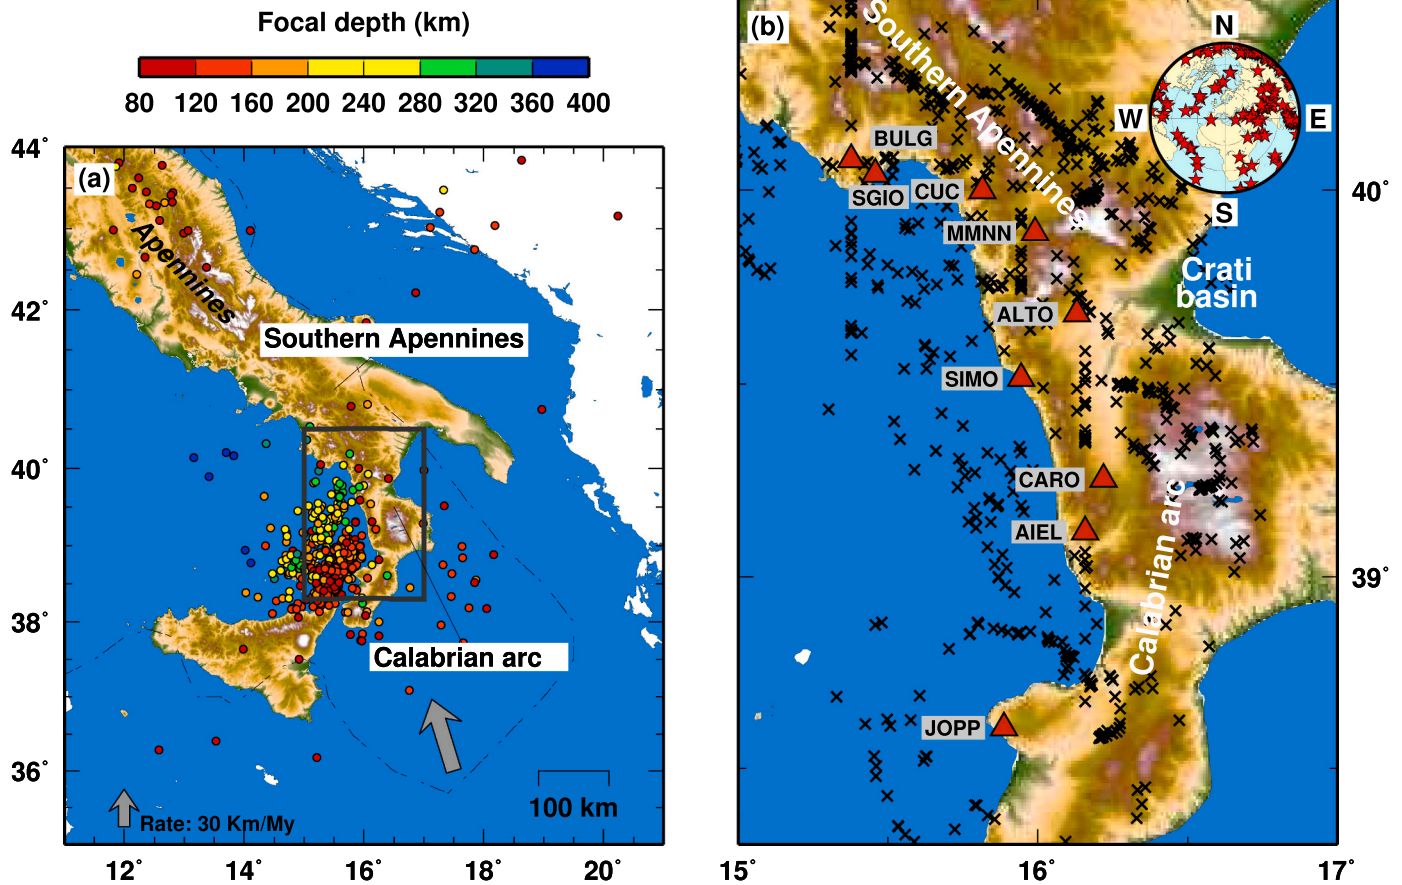 Focal depth (km)
80 120 160 200 240 280 320 360 400
(a)
44˚
42˚
40˚
38˚
36˚
12˚ 14˚ 16˚ 18˚ 20˚
Apennines
Southern Apennines
Calabrian arc
100 km
Rate: 30 Km/My
(b)
Southern Apennines
N
W
E
S
BULG
SGIO
CUC
MMNN
ALTO
SIMO
CARO
AIEL
JOPP
Crati
basin
Calabrian arc
40˚
39˚
15˚ 16˚ 17˚